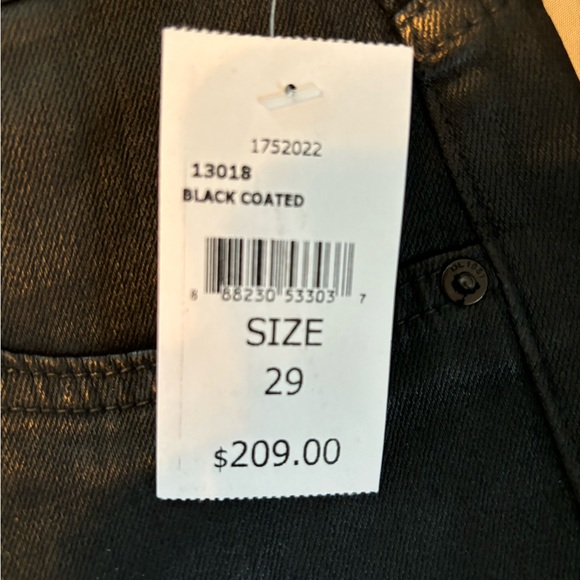 1752022
13018
BLACK COATED
8 88230 53303 7
SIZE
29
$209.00